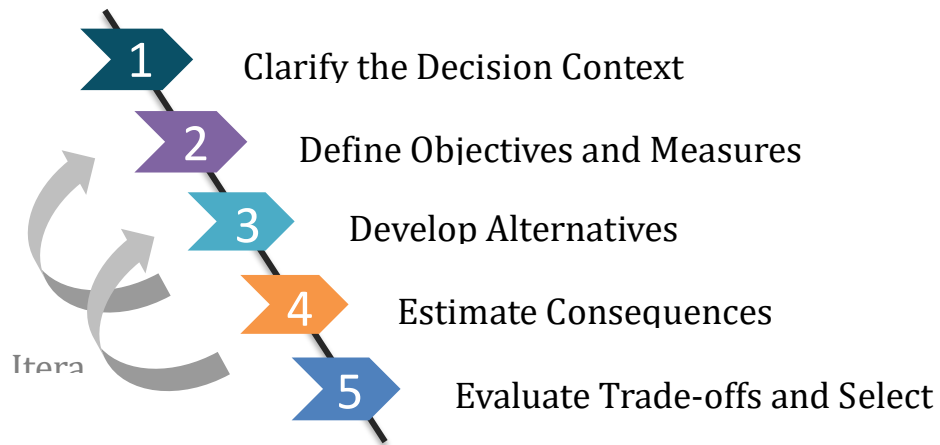 1 Clarify the Decision Context
2 Define Objectives and Measures
3 Develop Alternatives
4 Estimate Consequences
Itera
5 Evaluate Trade-offs and Select